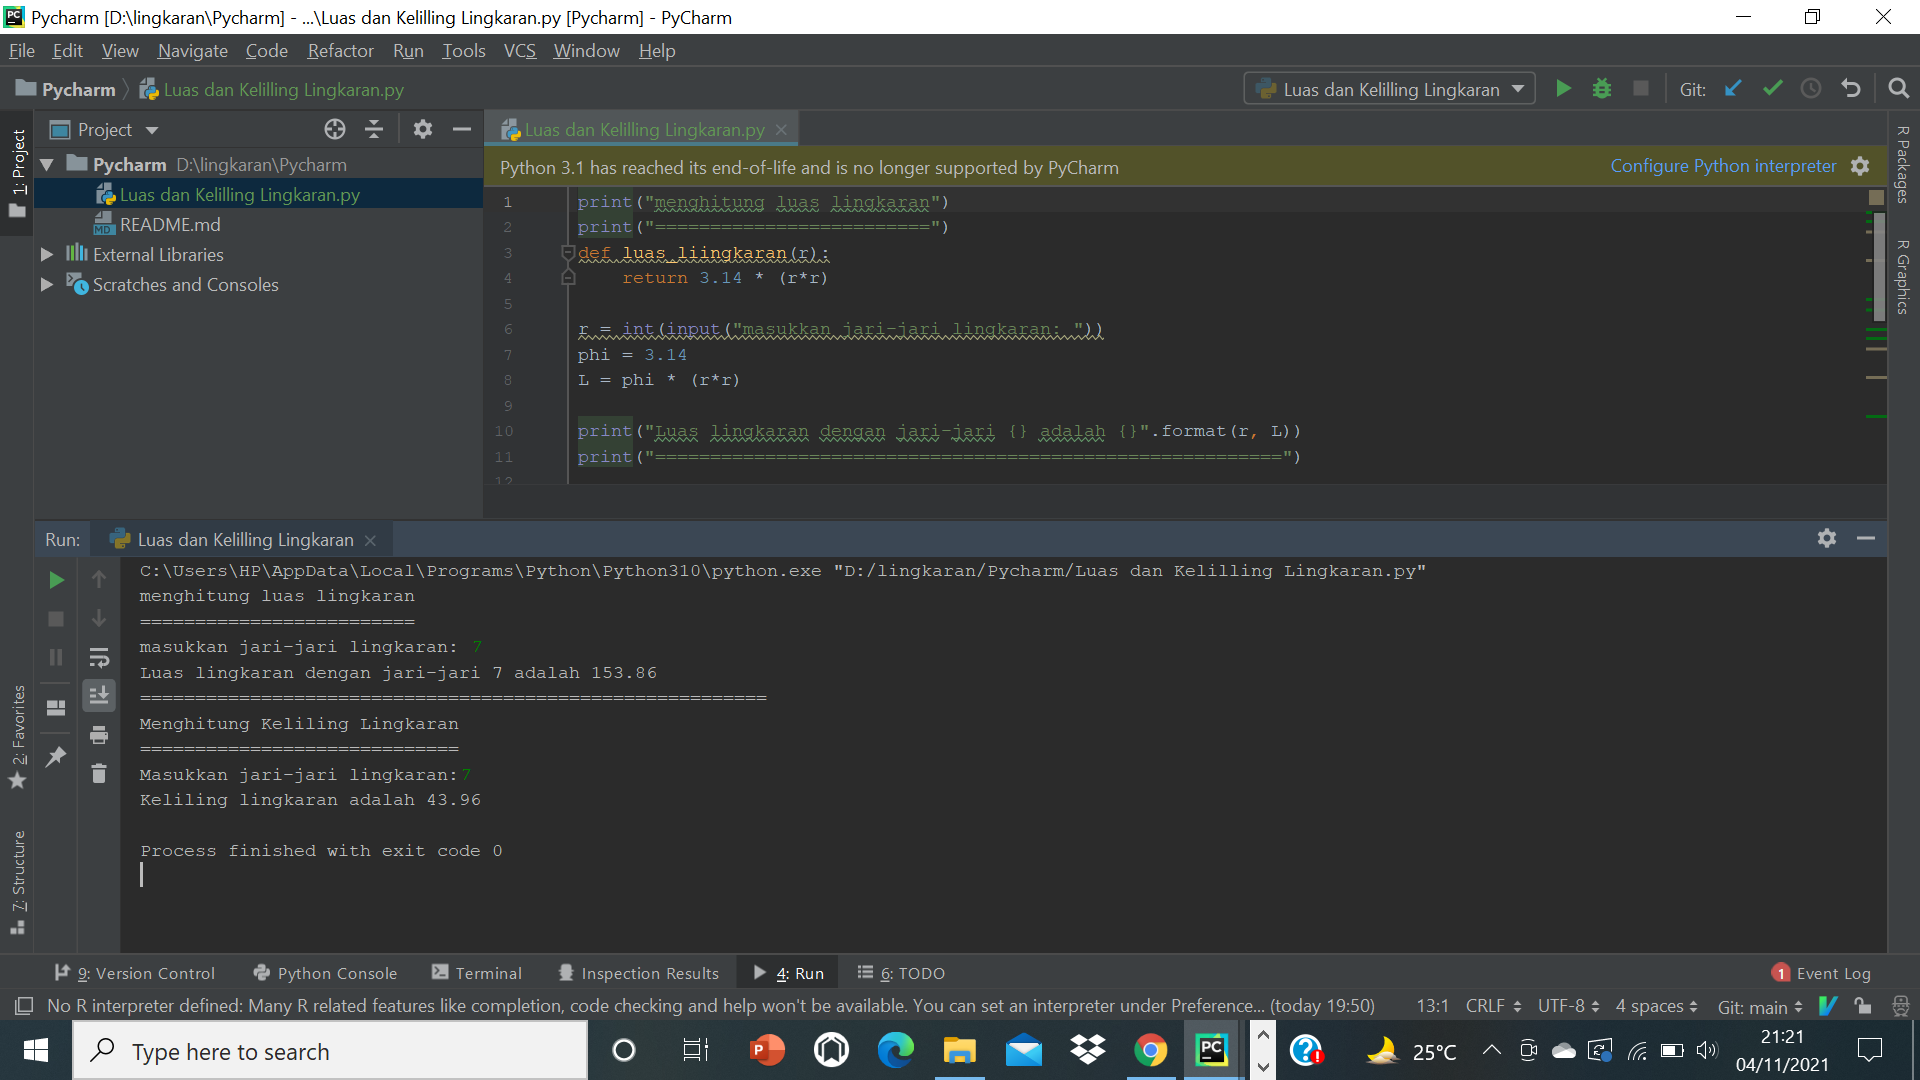 Pycharm [D:\lingkaran\Pycharm] - ...\Luas dan Kelilling Lingkaran.py [Pycharm] - PyCharm
File Edit View Navigate Code Refactor Run Tools VCS Window Help
Pycharm Luas dan Kelilling Lingkaran.py
Luas dan Kelilling Lingkaran
Git:
1: Project
Project
Luas dan Kelilling Lingkaran.py
Pycharm D:\lingkaran\Pycharm
Luas dan Kelilling Lingkaran.py
README.md
External Libraries
Scratches and Consoles
Python 3.1 has reached its end-of-life and is no longer supported by PyCharm
Configure Python interpreter
R Packages
R Graphics
1 print("menghitung luas lingkaran")
2 print("=========================")
3 def luas_liingkaran(r):
4     return 3.14 * (r*r)
5
6 r = int(input("masukkan jari-jari lingkaran: "))
7 phi = 3.14
8 L = phi * (r*r)
9
10 print("Luas lingkaran dengan jari-jari {} adalah {}".format(r, L))
11 print("=========================================================")
12
Run: Luas dan Kelilling Lingkaran
C:\Users\HP\AppData\Local\Programs\Python\Python310\python.exe "D:/lingkaran/Pycharm/Luas dan Kelilling Lingkaran.py"
menghitung luas lingkaran
=========================
masukkan jari-jari lingkaran: 7
Luas lingkaran dengan jari-jari 7 adalah 153.86
=========================================================
Menghitung Keliling Lingkaran
=============================
Masukkan jari-jari lingkaran:7
Keliling lingkaran adalah 43.96
Process finished with exit code 0
2: Favorites
7: Structure
9: Version Control Python Console Terminal Inspection Results 4: Run 6: TODO
1 Event Log
No R interpreter defined: Many R related features like completion, code checking and help won't be available. You can set an interpreter under Preference... (today 19:50)
13:1 CRLF UTF-8 4 spaces Git: main
Type here to search
25°C
21:21
04/11/2021